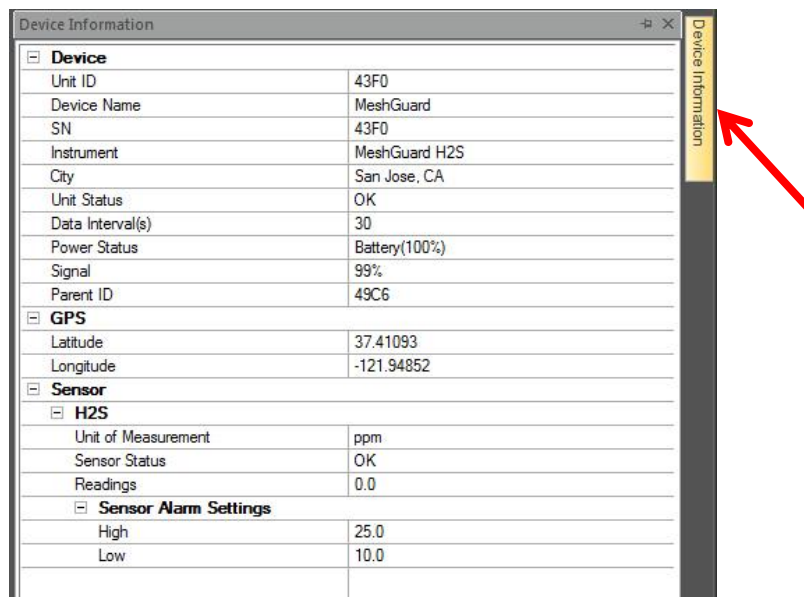 Device Information
Device Information
Device
Unit ID 43F0
Device Name MeshGuard
SN 43F0
Instrument MeshGuard H2S
City San Jose, CA
Unit Status OK
Data Interval(s) 30
Power Status Battery(100%)
Signal 99%
Parent ID 49C6
GPS
Latitude 37.41093
Longitude -121.94852
Sensor
H2S
Unit of Measurement ppm
Sensor Status OK
Readings 0.0
Sensor Alarm Settings
High 25.0
Low 10.0